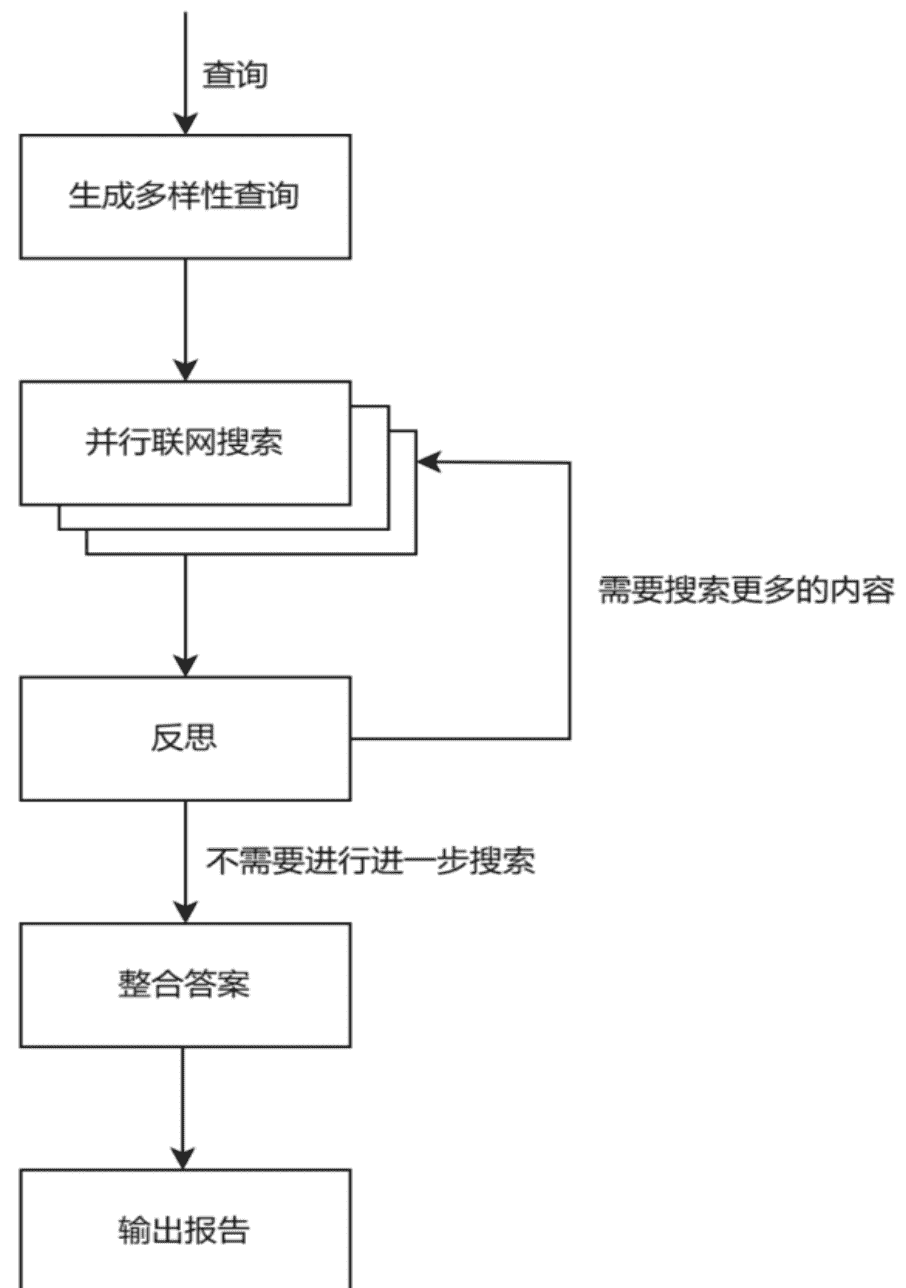 查询
生成多样性查询
并行联网搜索
需要搜索更多的内容
反思
不需要进行进一步搜索
整合答案
输出报告